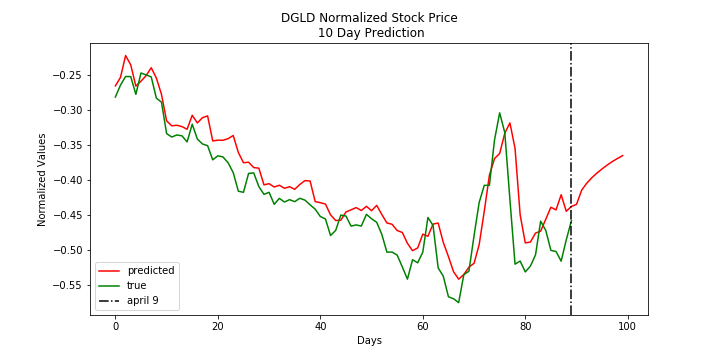 DGLD Normalized Stock Price
10 Day Prediction
Normalized Values
−0.25
−0.30
−0.35
−0.40
−0.45
−0.50
−0.55
predicted
true
april 9
0
20
40
60
80
100
Days